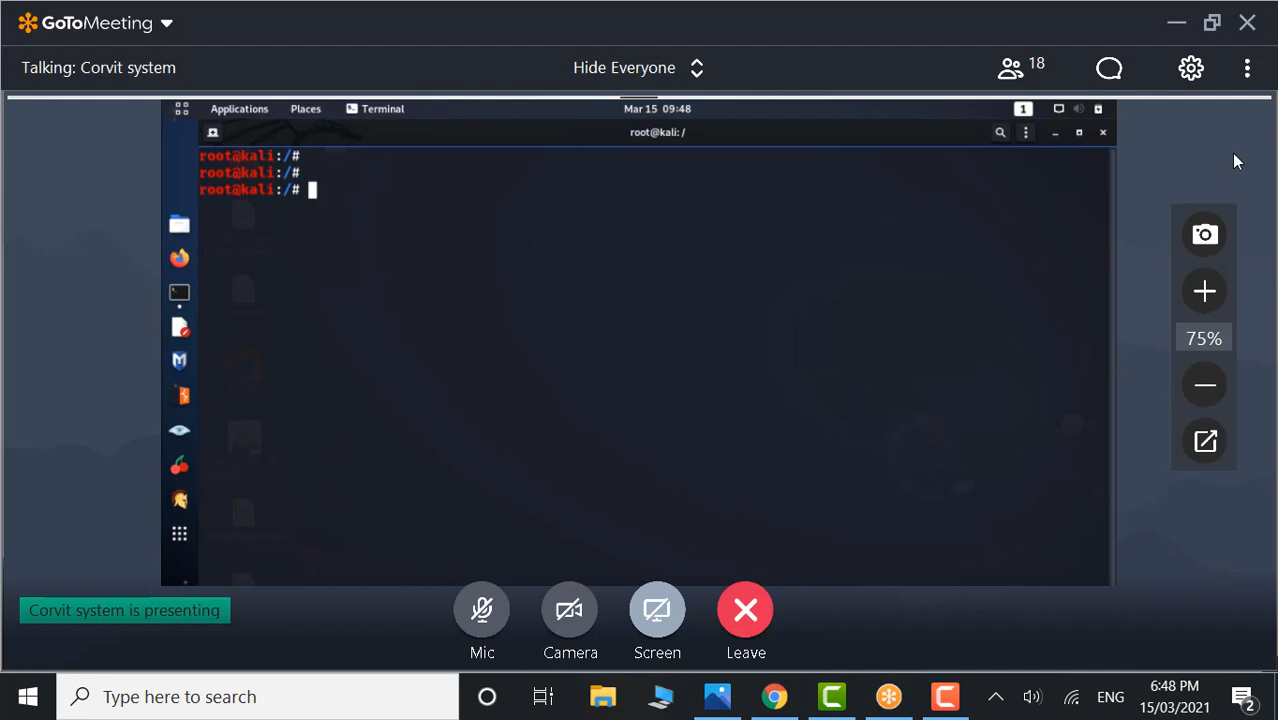 GoToMeeting
Talking: Corvit system
Hide Everyone
18
Applications Places Terminal Mar 15 09:48 1
root@kali: /
root@kali:/#
root@kali:/#
root@kali:/#
75%
Corvit system is presenting
Mic Camera Screen Leave
Type here to search
ENG
6:48 PM
15/03/2021
2